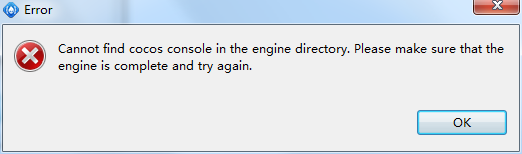 Error
Cannot find cocos console in the engine directory. Please make sure that the
engine is complete and try again.
OK